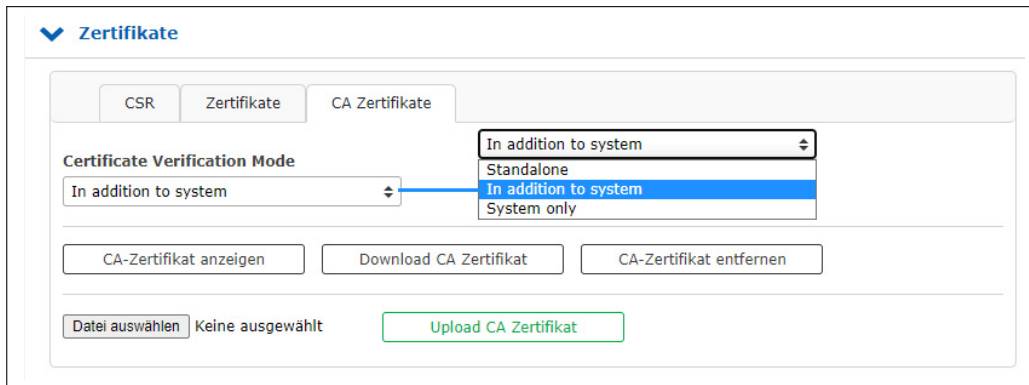 Zertifikate
CSR Zertifikate CA Zertifikate
In addition to system
Certificate Verification Mode
Standalone
In addition to system In addition to system
System only
CA-Zertifikat anzeigen Download CA Zertifikat CA-Zertifikat entfernen
Datei auswählen Keine ausgewählt Upload CA Zertifikat